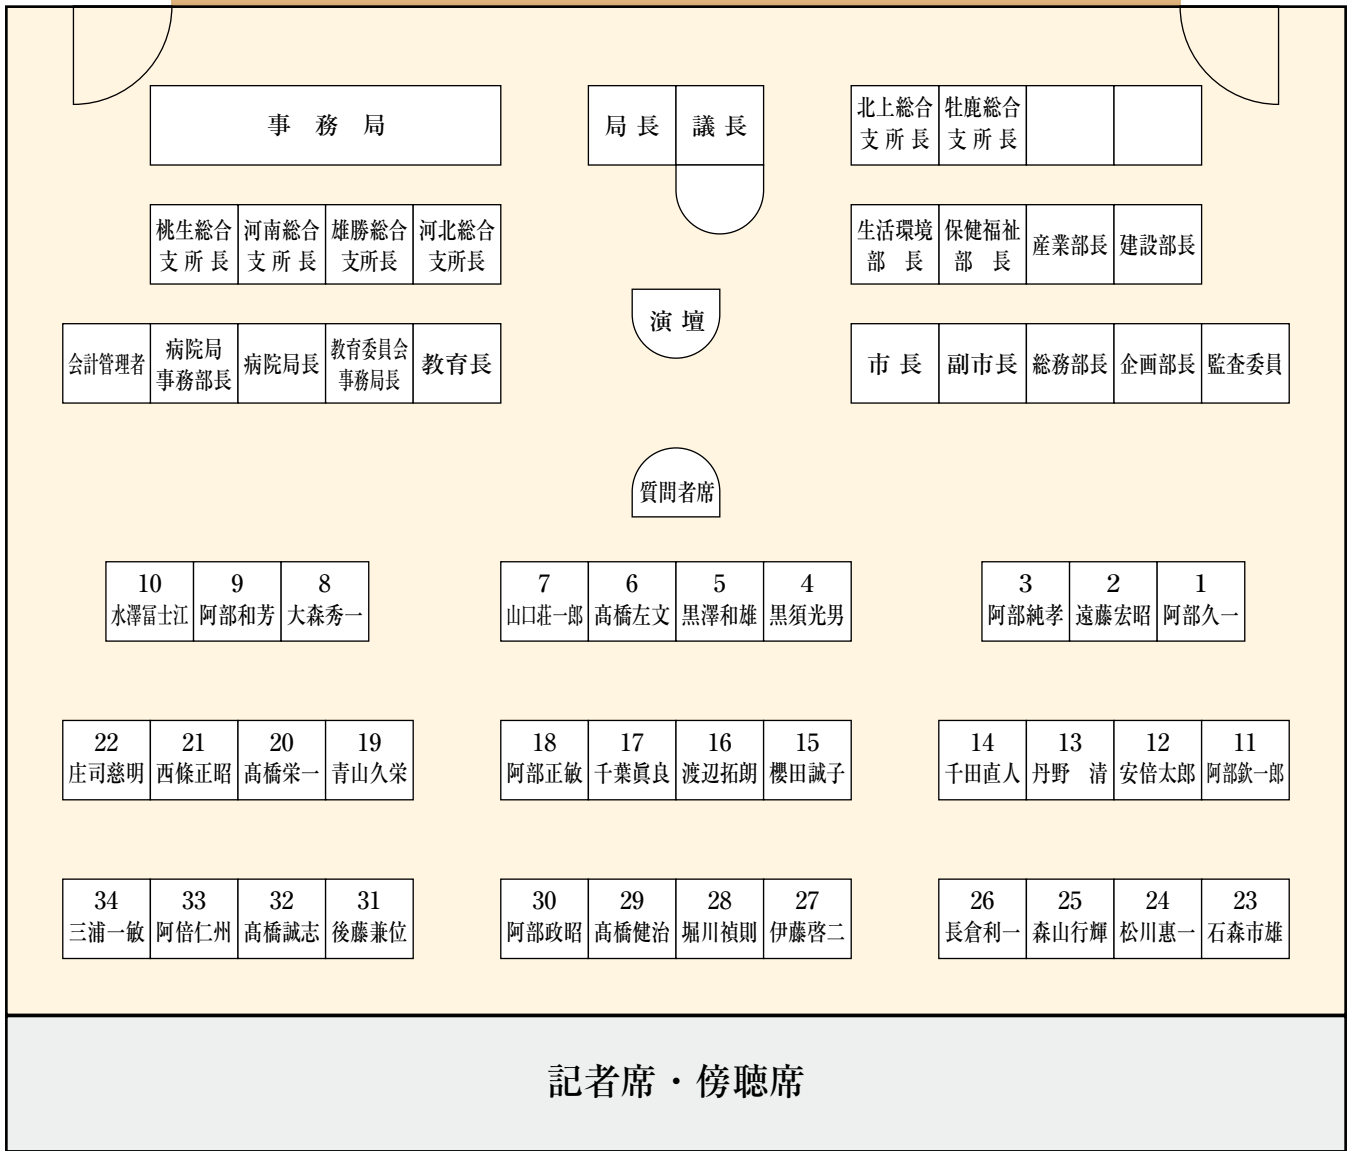 事 務 局
局 長
議 長
北上総合
支 所 長
牡鹿総合
支 所 長
桃生総合
支 所 長
河南総合
支 所 長
雄勝総合
支所長
河北総合
支所長
生活環境
部 長
保健福祉
部 長
産業部長
建設部長
演 壇
会計管理者
病院局
事務部長
病院局長
教育委員会
事務局長
教育長
市 長
副市長
総務部長
企画部長
監査委員
質問者席
10
水澤冨士江
9
阿部和芳
8
大森秀一
7
山口荘一郎
6
髙橋左文
5
黒澤和雄
4
黒須光男
3
阿部純孝
2
遠藤宏昭
1
阿部久一
22
庄司慈明
21
西條正昭
20
髙橋栄一
19
青山久栄
18
阿部正敏
17
千葉眞良
16
渡辺拓朗
15
櫻田誠子
14
千田直人
13
丹野 清
12
安倍太郎
11
阿部欽一郎
34
三浦一敏
33
阿倍仁州
32
髙橋誠志
31
後藤兼位
30
阿部政昭
29
髙橋健治
28
堀川禎則
27
伊藤啓二
26
長倉利一
25
森山行輝
24
松川恵一
23
石森市雄
記者席・傍聴席